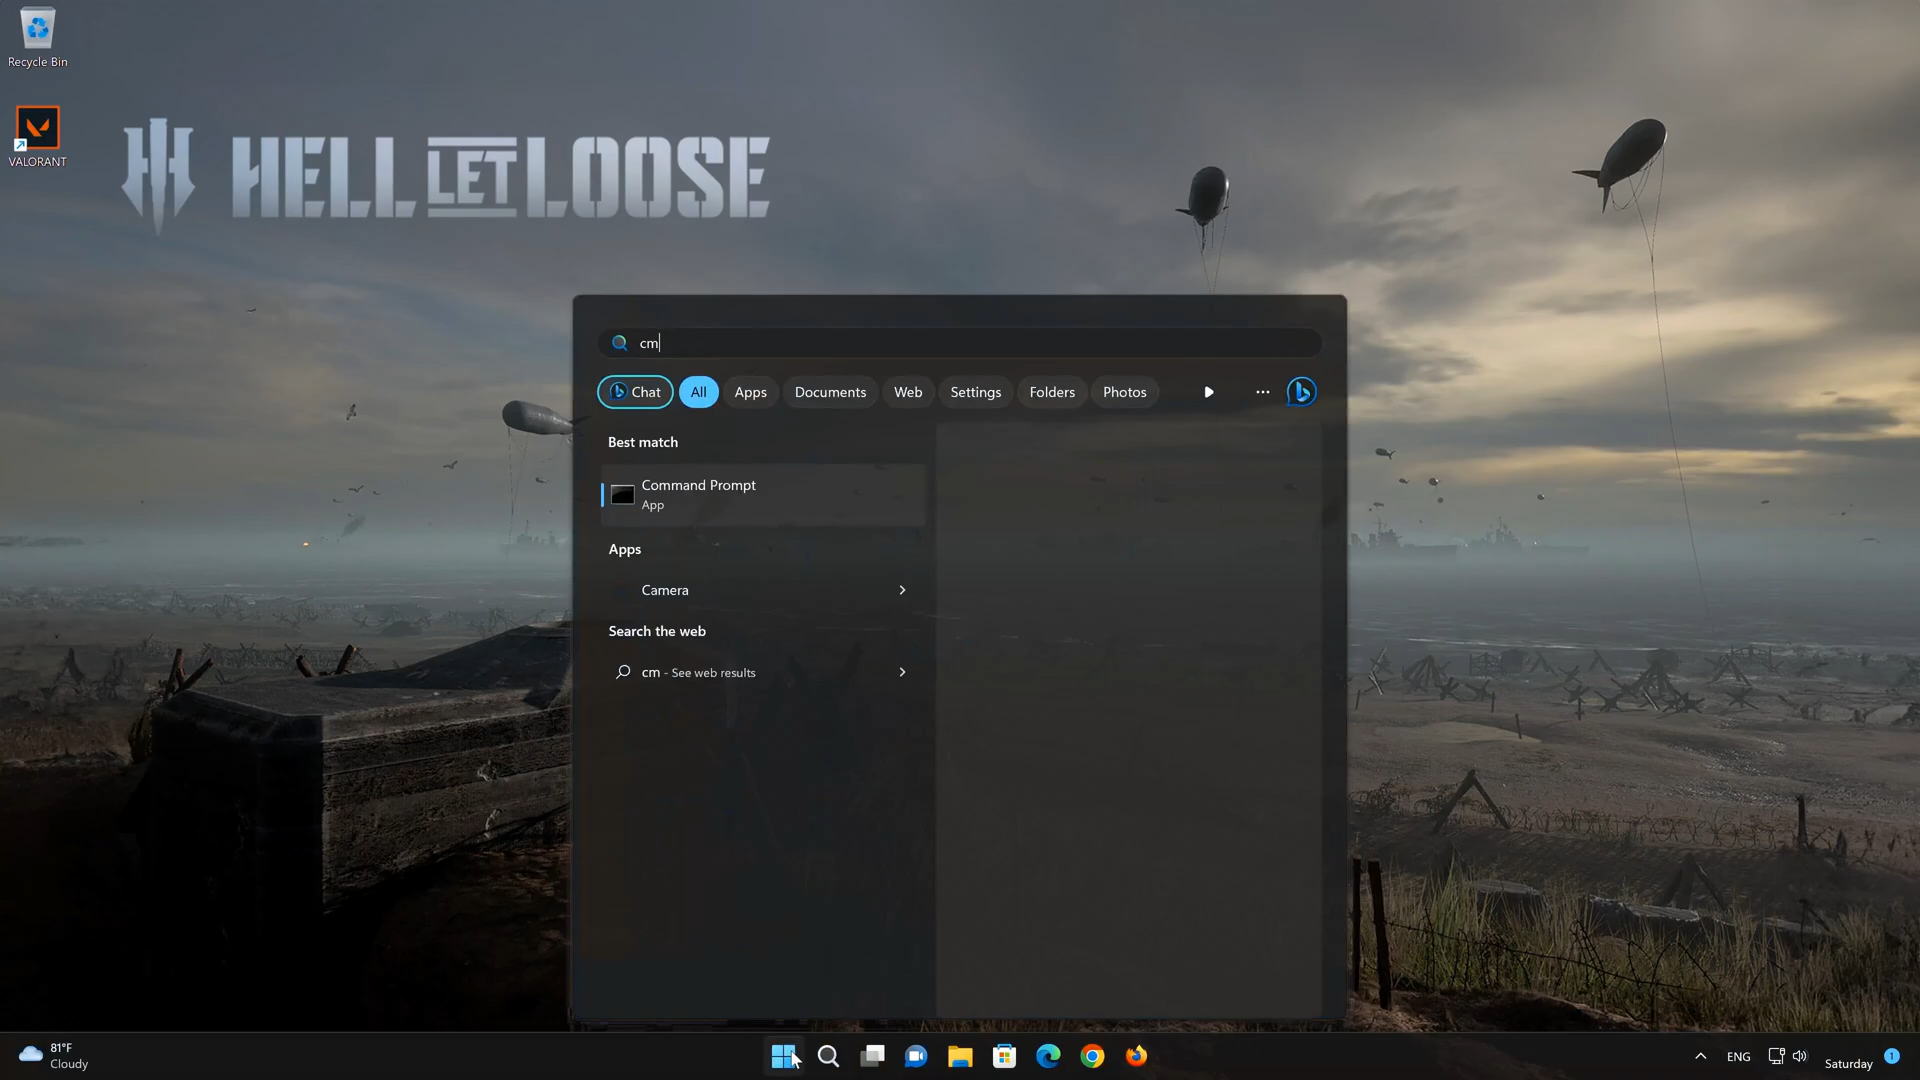 Recycle Bin
VALORANT
HELL LET LOOSE
cm
Chat All Apps Documents Web Settings Folders Photos
Best match
Command Prompt
App
Apps
Camera
Search the web
cm - See web results
81°F
Cloudy
ENG
Saturday
1